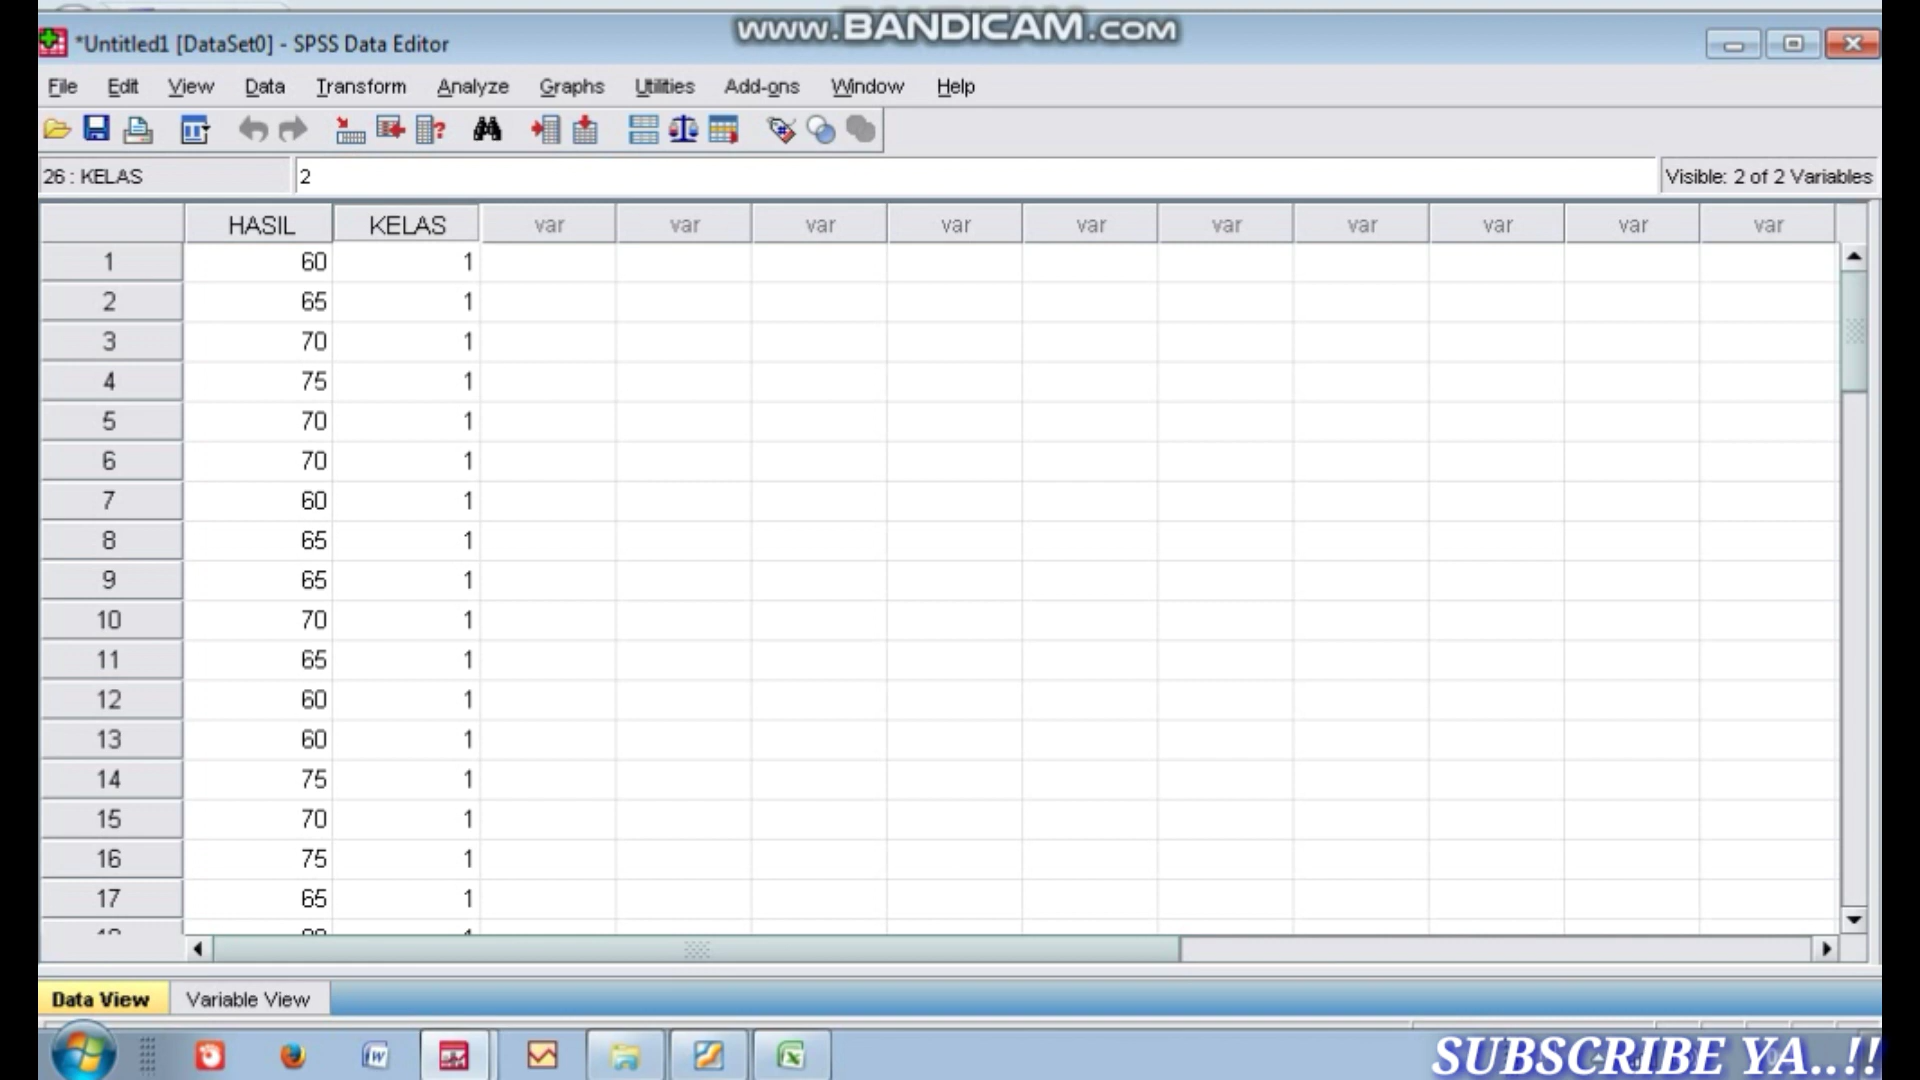 www.BANDICAM.com
*Untitled1 [DataSet0] - SPSS Data Editor
File Edit View Data Transform Analyze Graphs Utilities Add-ons Window Help
26 : KELAS 2 Visible: 2 of 2 Variables
HASIL KELAS var var var var var var var var var var
1 60 1
2 65 1
3 70 1
4 75 1
5 70 1
6 70 1
7 60 1
8 65 1
9 65 1
10 70 1
11 65 1
12 60 1
13 60 1
14 75 1
15 70 1
16 75 1
17 65 1
Data View Variable View
SUBSCRIBE YA..!!